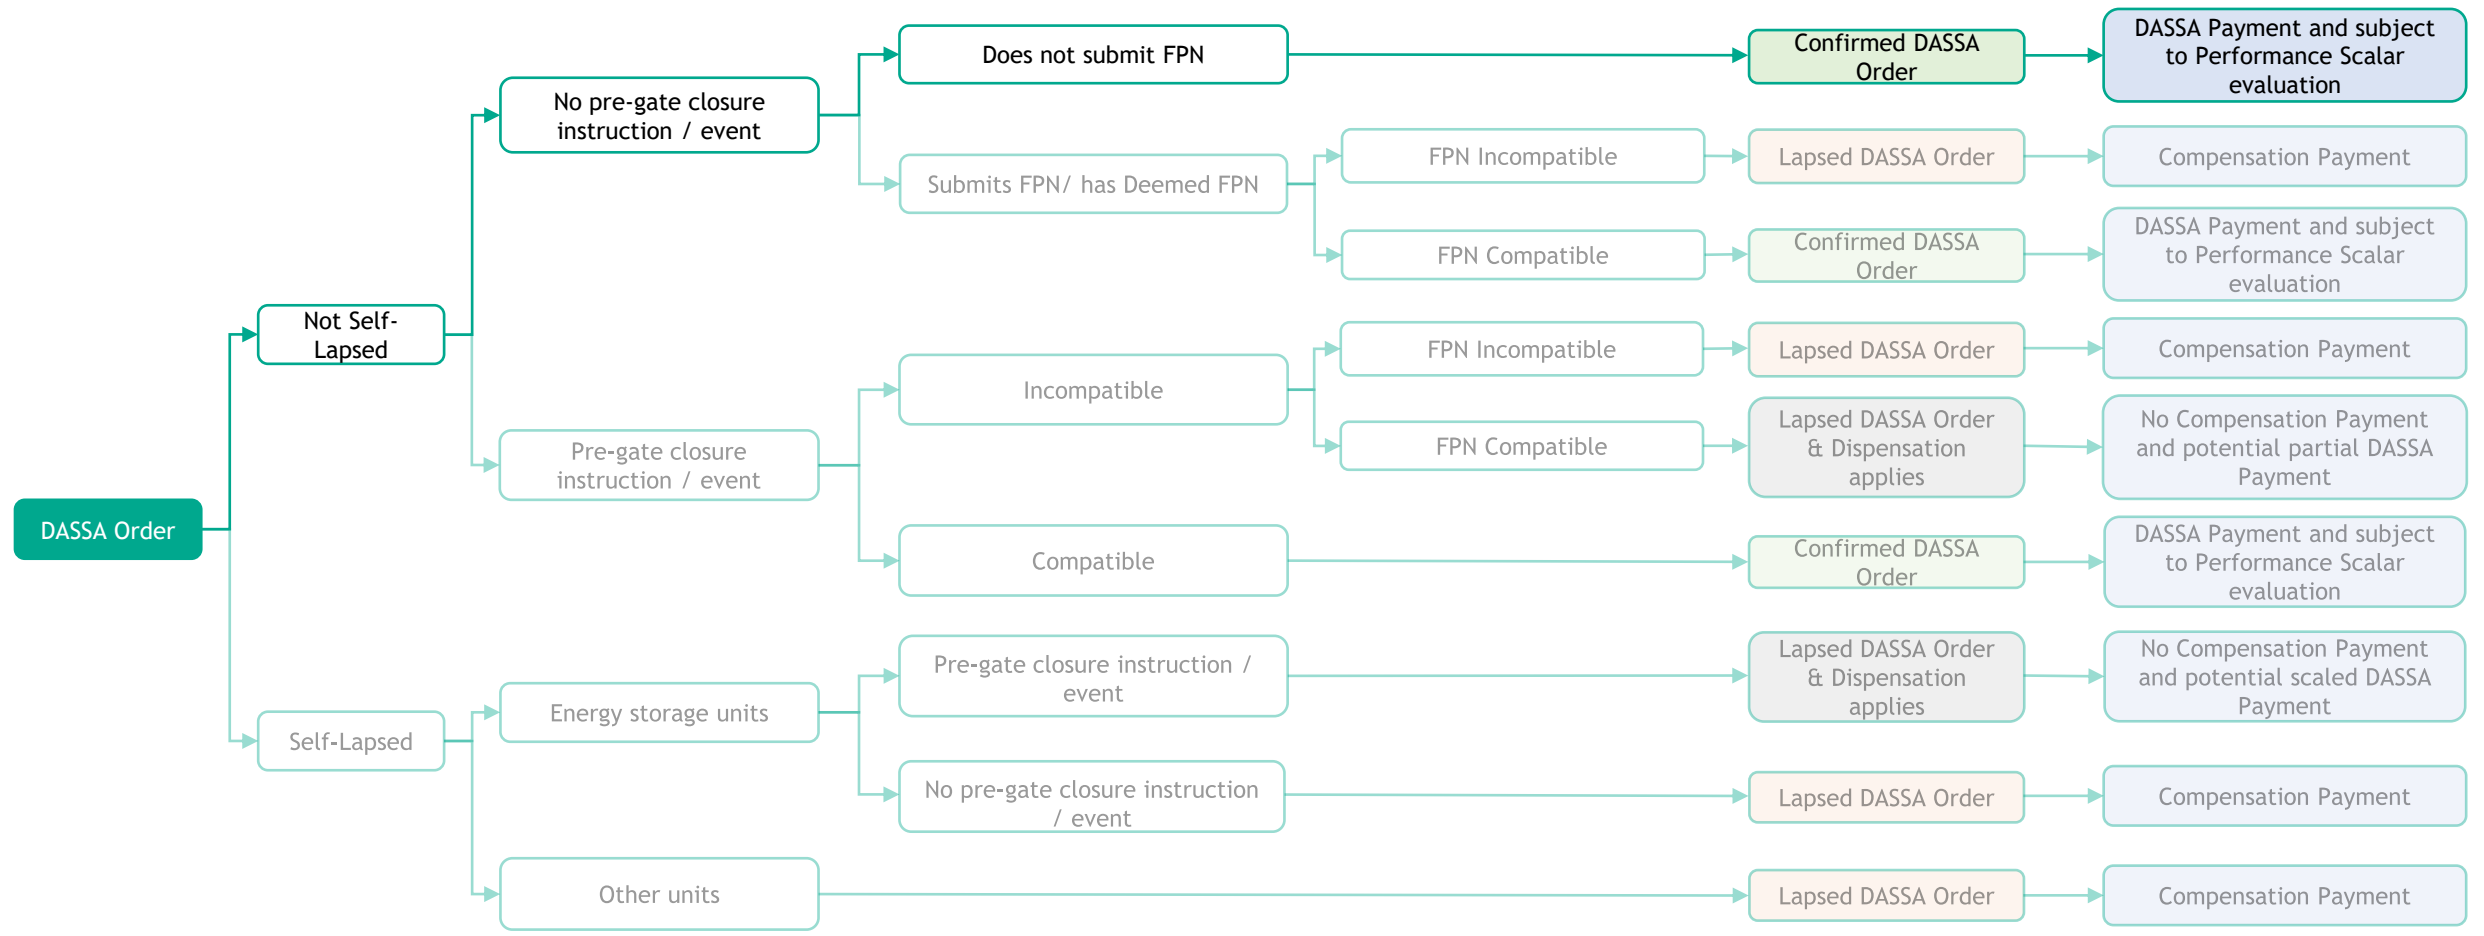 DASSA Order
Not Self-
Lapsed
Self-Lapsed
No pre-gate closure
instruction / event
Pre-gate closure
instruction / event
Energy storage units
Other units
Does not submit FPN
Submits FPN/ has Deemed FPN
Incompatible
Compatible
Pre-gate closure instruction /
event
No pre-gate closure instruction
/ event
FPN Incompatible
FPN Compatible
FPN Incompatible
FPN Compatible
Confirmed DASSA
Order
Lapsed DASSA Order
Confirmed DASSA
Order
Lapsed DASSA Order
Lapsed DASSA Order
& Dispensation
applies
Confirmed DASSA
Order
Lapsed DASSA Order
& Dispensation
applies
Lapsed DASSA Order
Lapsed DASSA Order
DASSA Payment and subject
to Performance Scalar
evaluation
Compensation Payment
DASSA Payment and subject
to Performance Scalar
evaluation
Compensation Payment
No Compensation Payment
and potential partial DASSA
Payment
DASSA Payment and subject
to Performance Scalar
evaluation
No Compensation Payment
and potential scaled DASSA
Payment
Compensation Payment
Compensation Payment